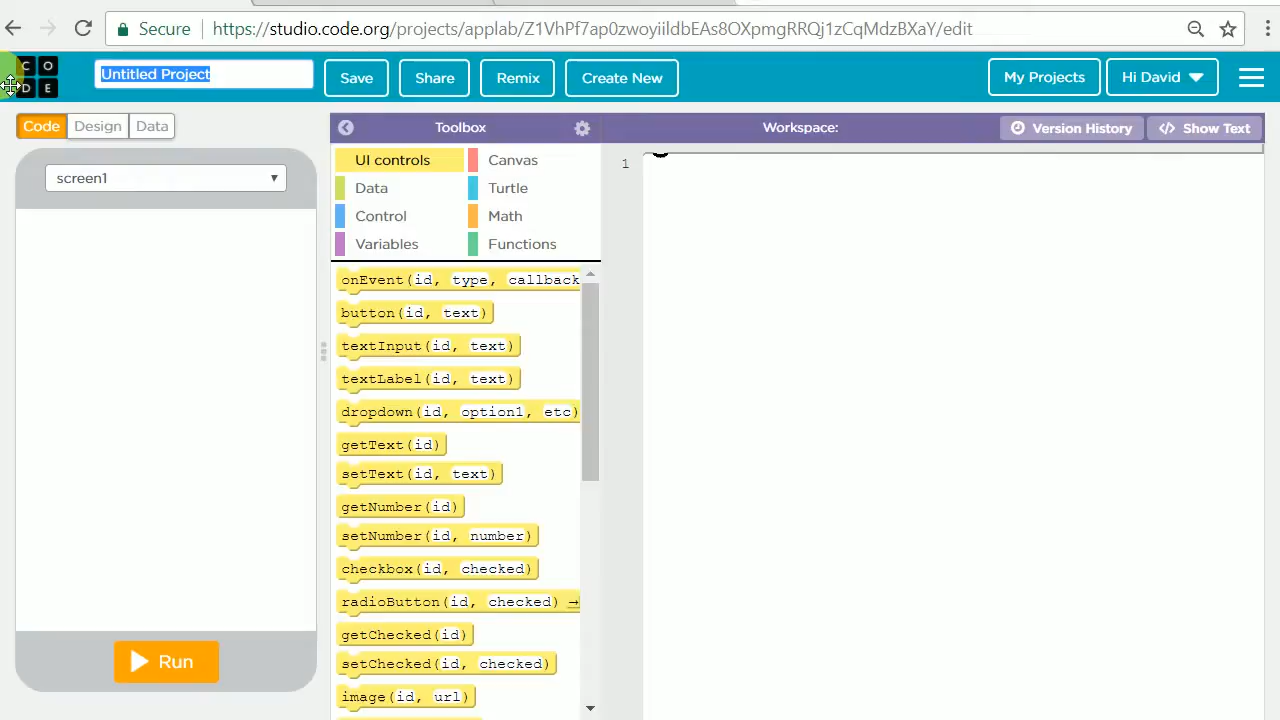 Secure https://studio.code.org/projects/applab/Z1VhPf7ap0zwoyiildbEAs8OXpmgRRQj1zCqMdzBXaY/edit
C O
D E
Untitled Project Save Share Remix Create New My Projects Hi David
Code Design Data Toolbox Workspace: Version History Show Text
screen1
UI controls Canvas
Data Turtle
Control Math
Variables Functions
1
onEvent(id, type, callback
button(id, text)
textInput(id, text)
textLabel(id, text)
dropdown(id, option1, etc)
getText(id)
setText(id, text)
getNumber(id)
setNumber(id, number)
checkbox(id, checked)
radioButton(id, checked)
getChecked(id)
setChecked(id, checked)
image(id, url)
Run